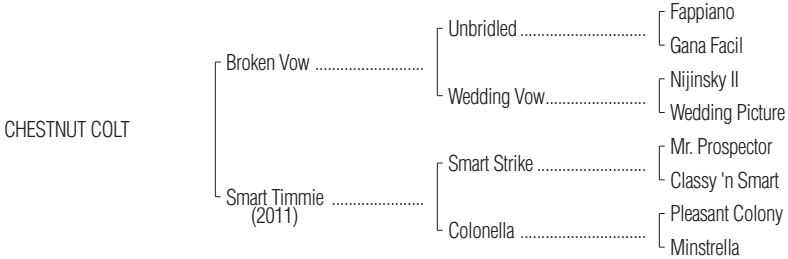 Fappiano
Unbridled ..............................
Gana Facil
Broken Vow ..........................
Nijinsky II
Wedding Vow........................
Wedding Picture
CHESTNUT COLT
Mr. Prospector
Smart Strike ..........................
Classy 'n Smart
Smart Timmie ......................
(2011)
Pleasant Colony
Colonella ..............................
Minstrella